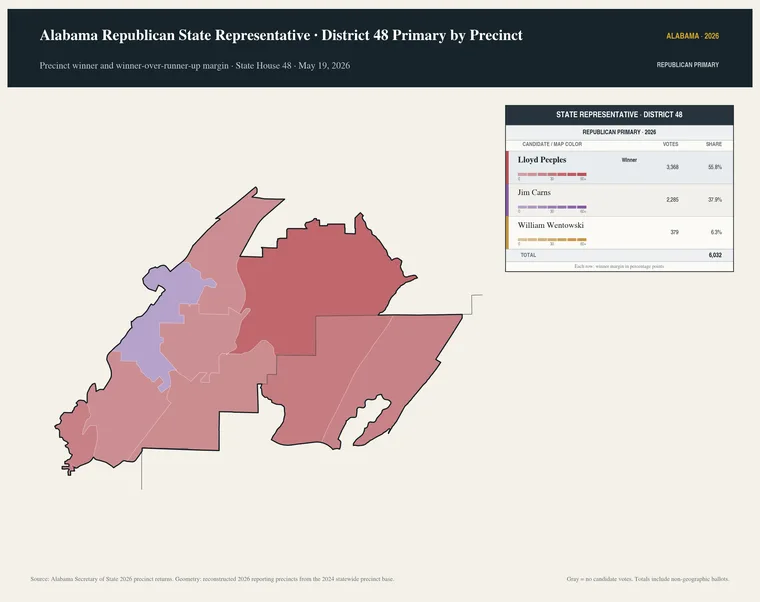 Alabama Republican State Representative · District 48 Primary by Precinct
ALABAMA · 2026
Precinct winner and winner-over-runner-up margin · State House 48 · May 19, 2026
REPUBLICAN PRIMARY
STATE REPRESENTATIVE · DISTRICT 48
REPUBLICAN PRIMARY · 2026
CANDIDATE / MAP COLOR VOTES SHARE
Lloyd Peeples Winner 3,368 55.8%
Jim Carns 2,285 37.9%
William Wentowski 379 6.3%
TOTAL 6,032
Each row: winner margin in percentage points
Source: Alabama Secretary of State 2026 precinct returns. Geometry: reconstructed 2026 reporting precincts from the 2024 statewide precinct base.
Gray = no candidate votes. Totals include non-geographic ballots.